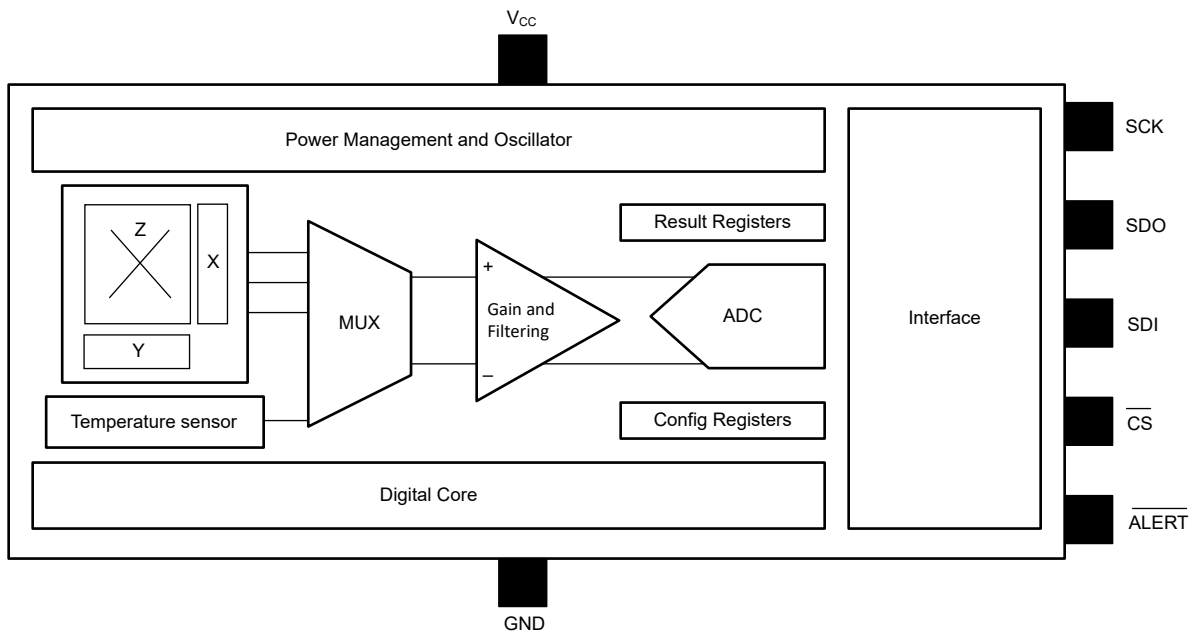 VCC
Power Management and Oscillator
SCK
Z
X
Y
Result Registers
SDO
+
Gain and
Filtering
–
MUX
ADC
Interface
SDI
Temperature sensor
Config Registers
CS
Digital Core
ALERT
GND